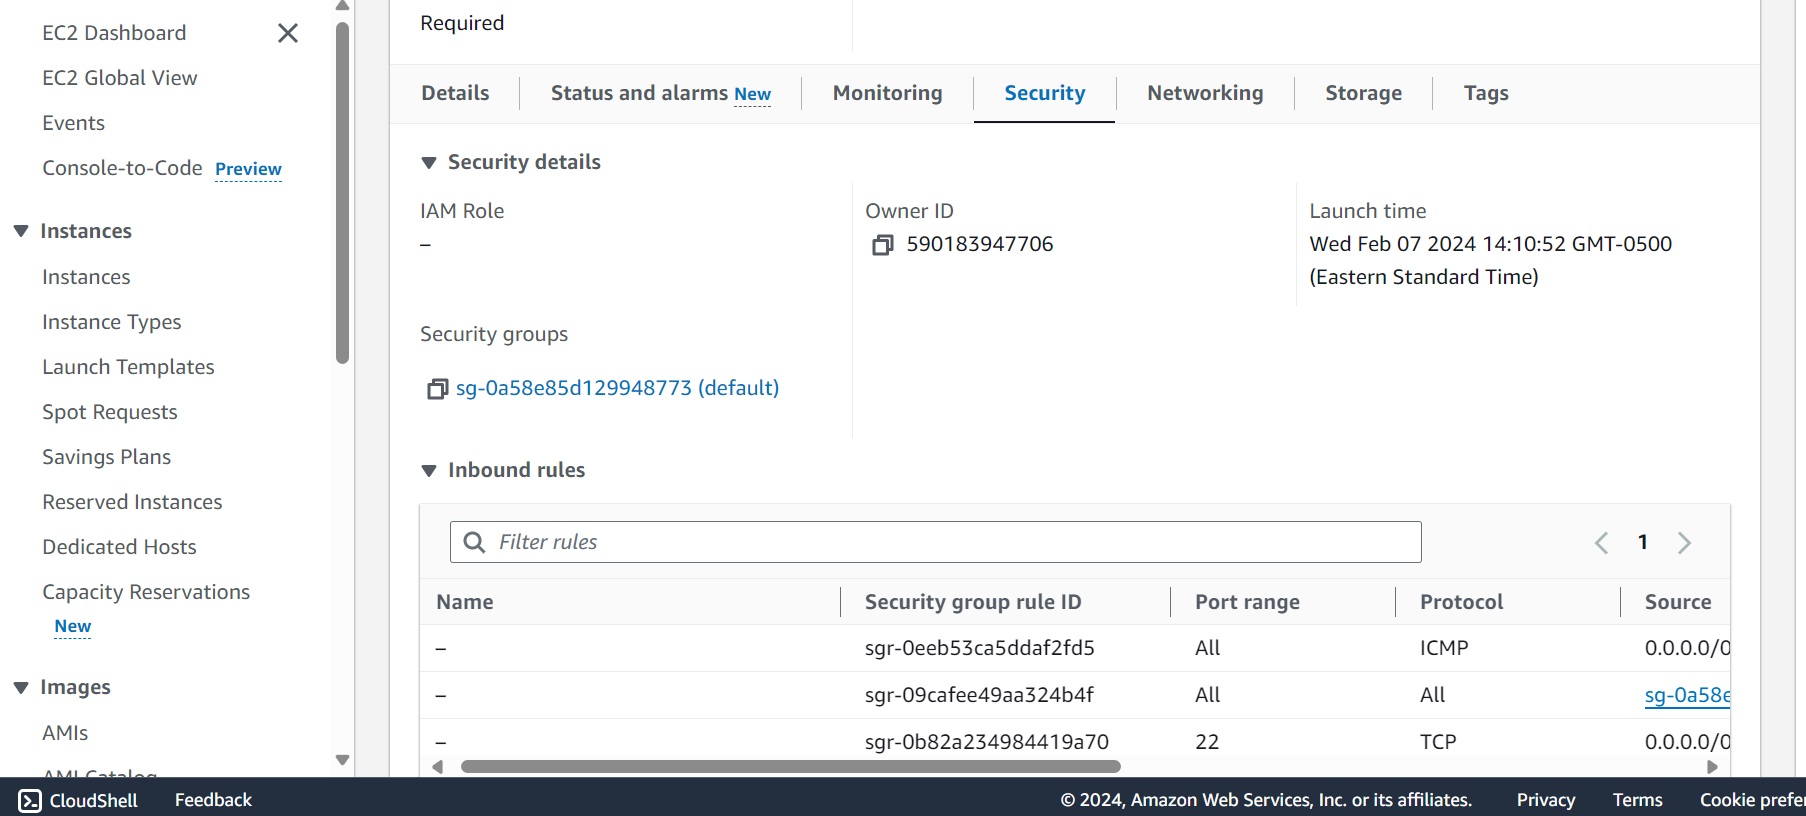 Required
EC2 Dashboard
EC2 Global View
Events
Console-to-Code Preview
Instances
Instances
Instance Types
Launch Templates
Spot Requests
Savings Plans
Reserved Instances
Dedicated Hosts
Capacity Reservations
New
Images
AMIs
AMI Catalog
Details
Status and alarms New
Monitoring
Security
Networking
Storage
Tags
Security details
IAM Role
–
Owner ID
590183947706
Launch time
Wed Feb 07 2024 14:10:52 GMT-0500
(Eastern Standard Time)
Security groups
sg-0a58e85d129948773 (default)
Inbound rules
Filter rules
1
Name Security group rule ID Port range Protocol Source
– sgr-0eeb53ca5ddaf2fd5 All ICMP 0.0.0.0/0
– sgr-09cafee49aa324b4f All All sg-0a58e
– sgr-0b82a234984419a70 22 TCP 0.0.0.0/0
CloudShell Feedback © 2024, Amazon Web Services, Inc. or its affiliates. Privacy Terms Cookie prefer